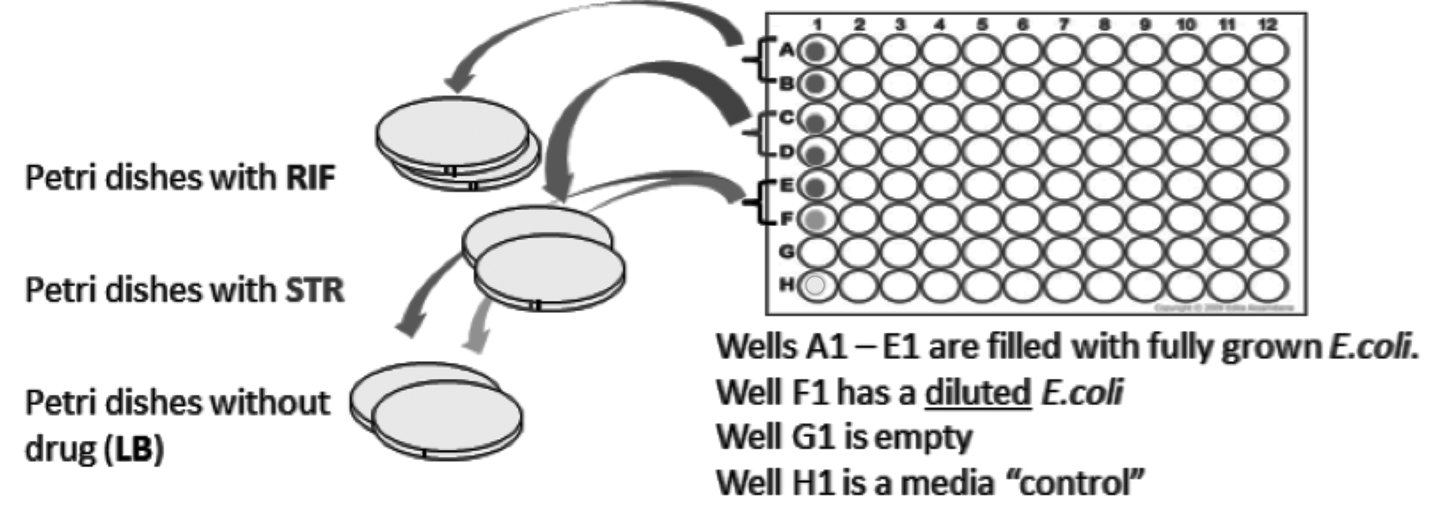 1 2 3 4 5 6 7 8 9 10 11 12
A
B
C
D
E
F
G
H
Petri dishes with RIF
Petri dishes with STR
Petri dishes without
drug (LB)
Wells A1 – E1 are filled with fully grown E.coli.
Well F1 has a diluted E.coli
Well G1 is empty
Well H1 is a media “control”